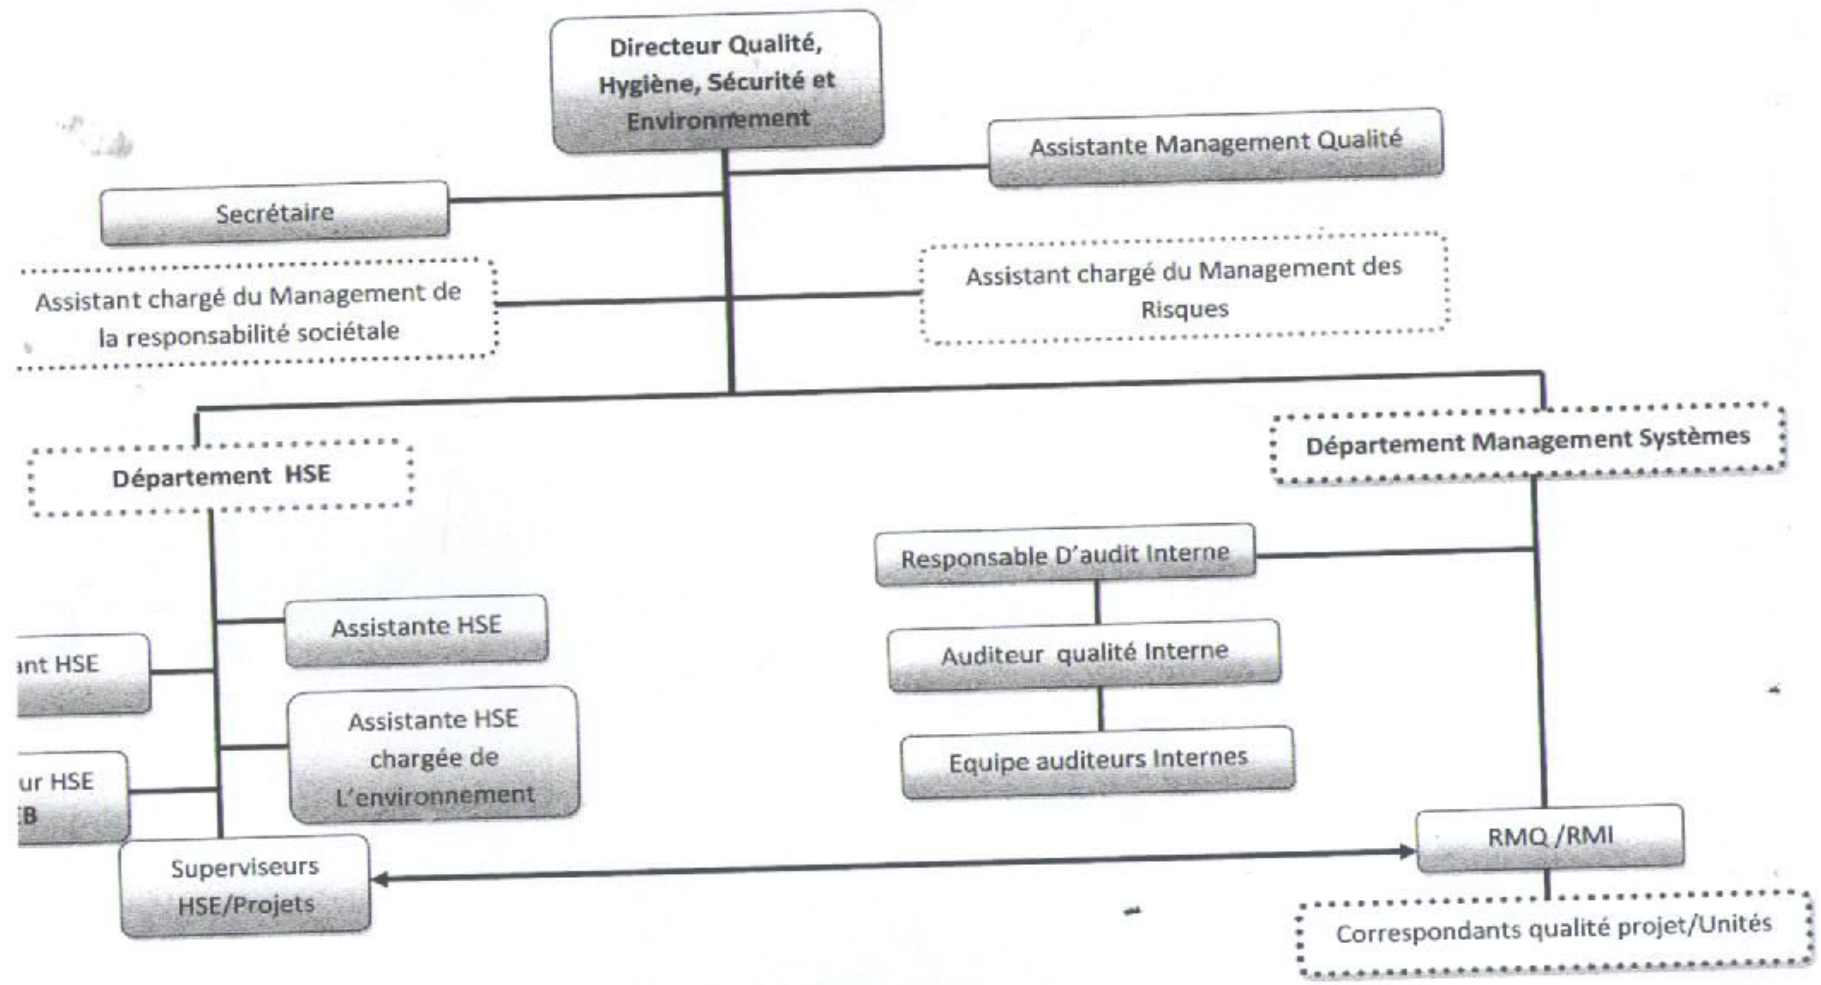 Directeur Qualité,
Hygiène, Sécurité et
Environnement
Assistante Management Qualité
Secrétaire
Assistant chargé du Management de
la responsabilité sociétale
Assistant chargé du Management des
Risques
Département HSE
Département Management Systèmes
Responsable D'audit Interne
Assistante HSE
Auditeur qualité Interne
HSE
Assistante HSE
chargée de
L'environnement
Equipe auditeurs Internes
HSE
RMQ /RMI
Superviseurs
HSE/Projets
Correspondants qualité projet/Unités